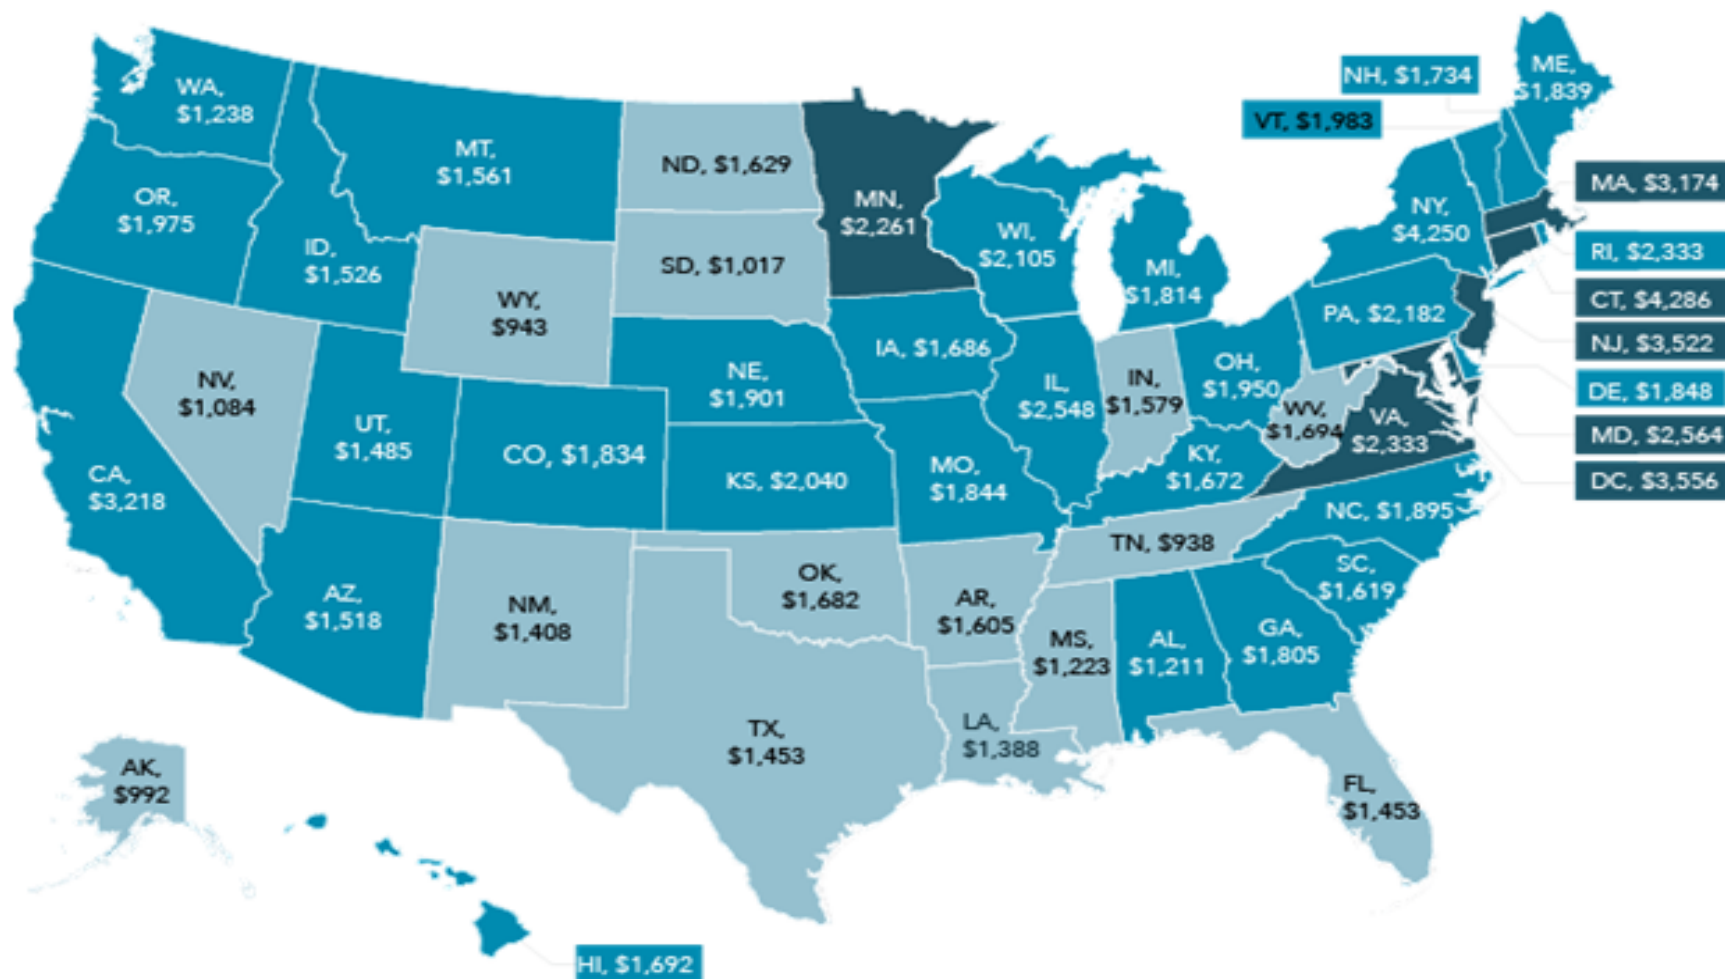 WA,
$1,238
OR,
$1,975
CA,
$3,218
NV,
$1,084
ID,
$1,526
MT,
$1,561
WY,
$943
UT,
$1,485
AZ,
$1,518
CO, $1,834
NM,
$1,408
ND, $1,629
SD, $1,017
NE,
$1,901
KS, $2,040
OK,
$1,682
TX,
$1,453
MN,
$2,261
IA, $1,686
MO,
$1,844
AR,
$1,605
LA,
$1,388
WI,
$2,105
IL,
$2,548
MI,
$1,814
IN,
$1,579
OH,
$1,950
KY,
$1,672
TN, $938
MS,
$1,223
AL,
$1,211
GA,
$1,805
FL,
$1,453
SC,
$1,619
NC, $1,895
VA,
$2,333
WV,
$1,694
PA, $2,182
NY,
$4,250
VT, $1,983
NH, $1,734
ME,
$1,839
MA, $3,174
RI, $2,333
CT, $4,286
NJ, $3,522
DE, $1,848
MD, $2,564
DC, $3,556
AK,
$992
HI, $1,692